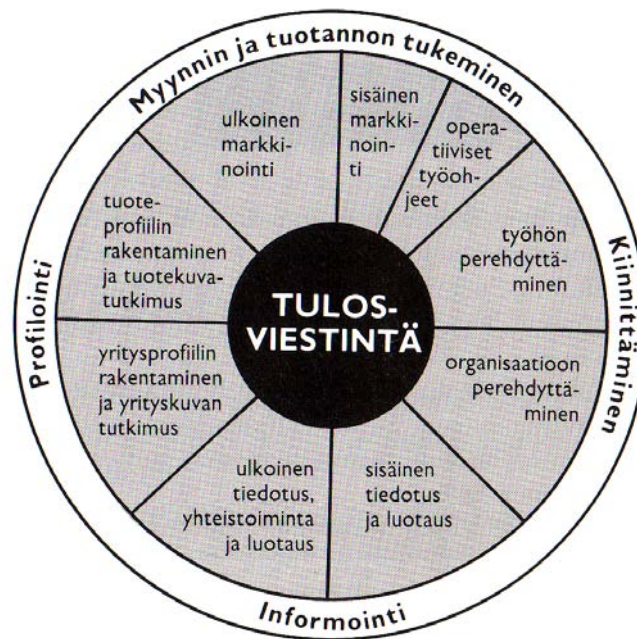 Myynnin ja tuotannon tukeminen
ulkoinen
markki-
nointi
sisäinen
markki-
noin-
ti
opera-
tiiviset
työoh-
jeet
Kiinnittäminen
työhön
perehdyttä-
minen
organisaatioon
perehdyttä-
minen
Informointi
sisäinen
tiedotus
ja luotaus
ulkoinen
tiedotus,
yhteistoiminta
ja luotaus
Profilointi
yritysprofiilin
rakentaminen
ja yrityskuvan
tutkimus
tuote-
profiilin
rakentaminen
ja tuotekuva-
tutkimus
TULOS-
VIESTINTÄ